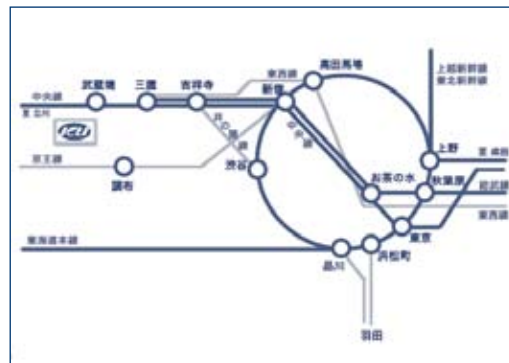 高田馬場
東西線
上越新幹線
東北新幹線
武蔵境
三鷹
吉祥寺
新宿
中央線
ICU
井の頭線
中央線
上野
京王線
調布
渋谷
お茶の水
秋葉原
総武線
東西線
東京
東海道本線
品川
浜松町
羽田